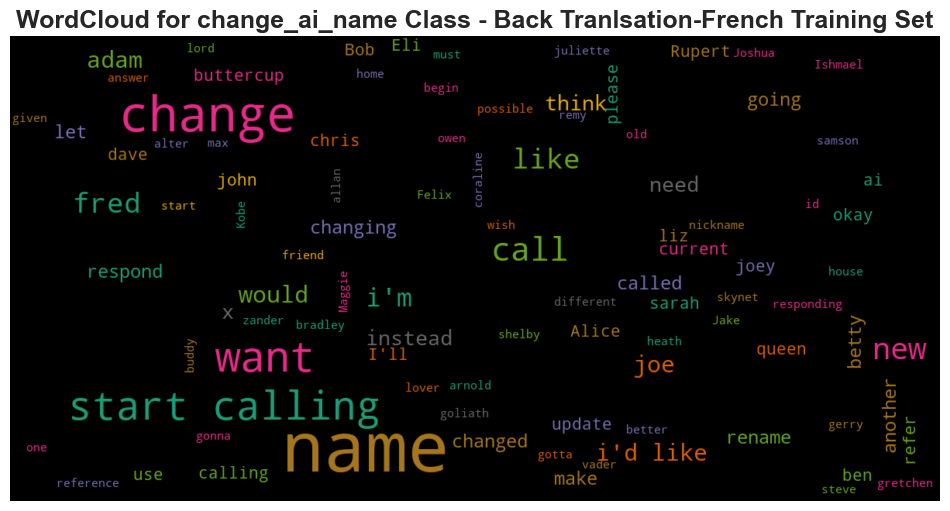 WordCloud for change_ai_name Class - Back Tranlsation-French Training Set
lord
adam
Bob
Eli
must
juliette
Rupert
Joshua
Ishmael
answer
buttercup
home
begin
possible
think
remy
please
going
given
let
change
alter
max
dave
chris
owen
old
samson
like
john
allan
Felix
coraline
need
ai
fred
start
Kobe
changing
wish
nickname
id
okay
friend
call
liz
current
joey
respond
would
Maggie
i'm
called
house
different
sarah
skynet
responding
x
zander
bradley
instead
shelby
Alice
heath
Jake
betty
buddy
want
I'll
joe
queen
new
lover
arnold
start calling
goliath
another
one
gonna
name
changed
update
better
rename
gerry
refer
gotta
i'd like
vader
reference
use
calling
make
ben
steve
gretchen